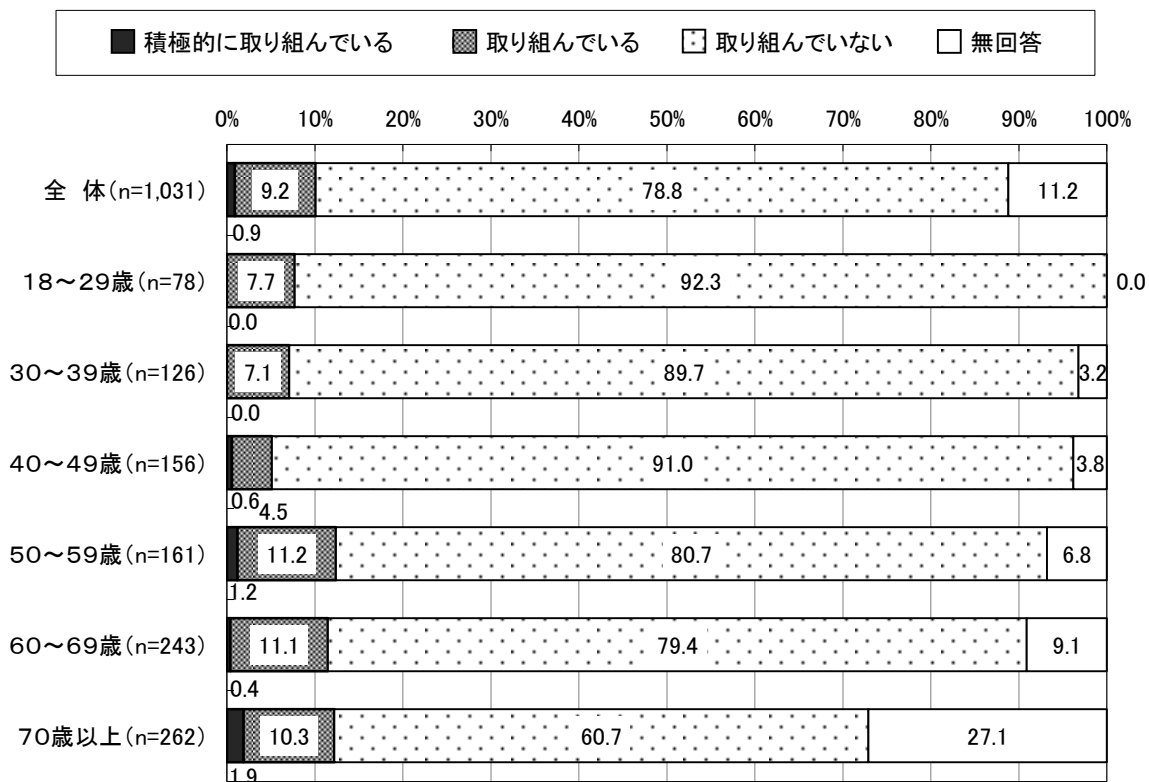 積極的に取り組んでいる 取り組んでいる 取り組んでいない 無回答
0% 10% 20% 30% 40% 50% 60% 70% 80% 90% 100%
全 体(n=1,031) 9.2 78.8 11.2
0.9
18～29歳(n=78) 7.7 92.3 0.0
0.0
30～39歳(n=126) 7.1 89.7 3.2
0.0
40～49歳(n=156) 91.0 3.8
0.6 4.5
50～59歳(n=161) 11.2 80.7 6.8
1.2
60～69歳(n=243) 11.1 79.4 9.1
0.4
70歳以上(n=262) 10.3 60.7 27.1
1.9